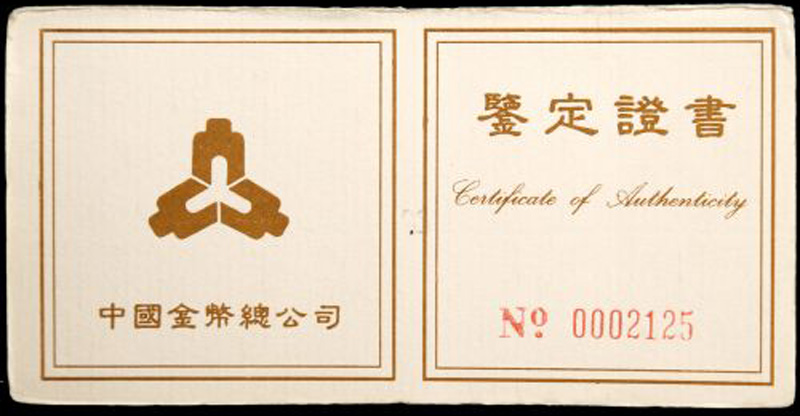 中國金幣總公司
鑒定證書
Certificate of Authenticity
Nº 0002125